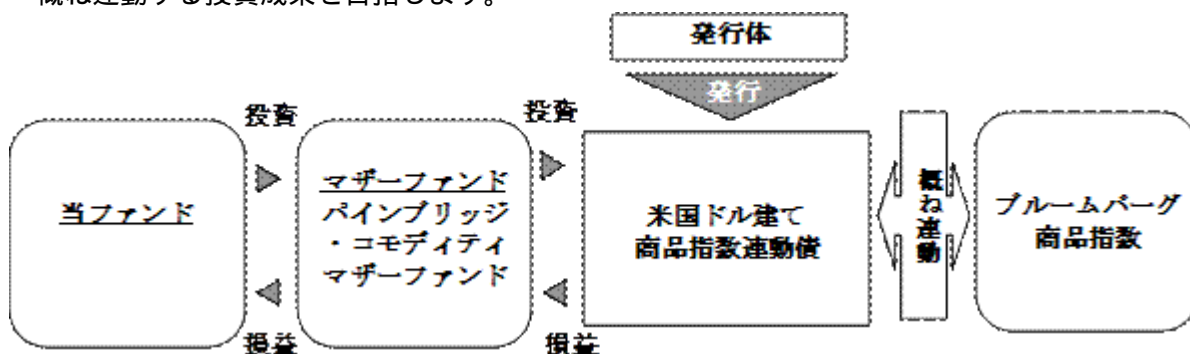 概ね連動する投資成果を目指します。
発行体
発行
投資
投資
当ファンド
マザーファンド
パインブリッジ
・コモディティ
マザーファンド
米国ドル建て
商品指数連動債
概ね連動
ブルームバーグ
商品指数
損益
損益